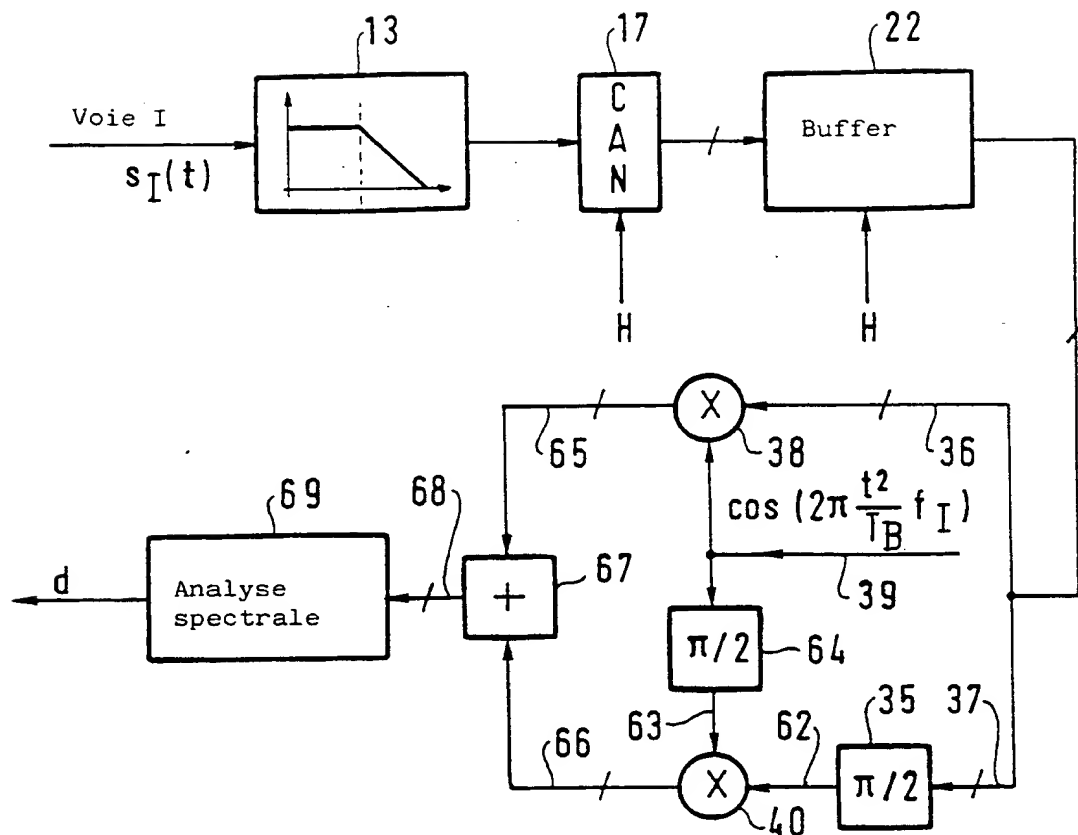 13
17
22
Voie I
s_I(t)
C
A
N
Buffer
H
H
X
65
38
36
69
68
cos (2π t²/T_B f_I)
67
39
d
Analyse
spectrale
+
π/2
64
63
62
35
37
66
X
π/2
40